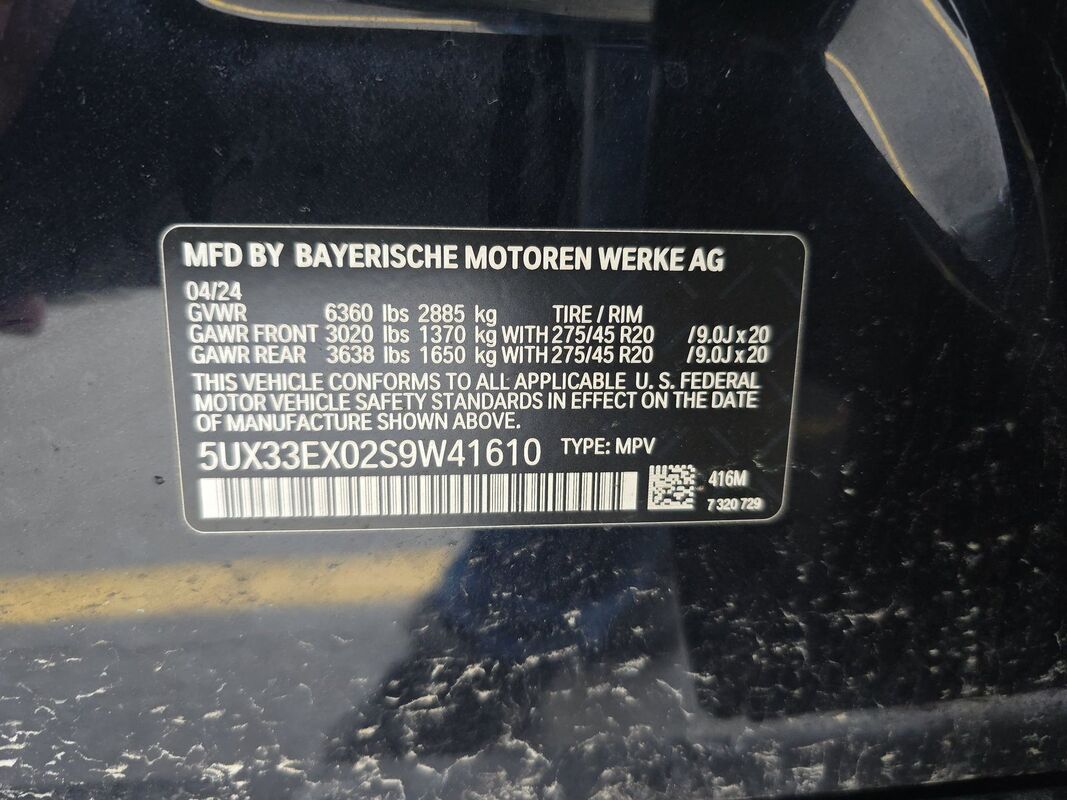 MFD BY BAYERISCHE MOTOREN WERKE AG
04/24
GVWR 6360 lbs 2885 kg TIRE / RIM
GAWR FRONT 3020 lbs 1370 kg WITH 275/45 R20 /9.0J x 20
GAWR REAR 3638 lbs 1650 kg WITH 275/45 R20 /9.0J x 20
THIS VEHICLE CONFORMS TO ALL APPLICABLE U. S. FEDERAL
MOTOR VEHICLE SAFETY STANDARDS IN EFFECT ON THE DATE
OF MANUFACTURE SHOWN ABOVE.
5UX33EX02S9W41610 TYPE: MPV
416M
7 320 729